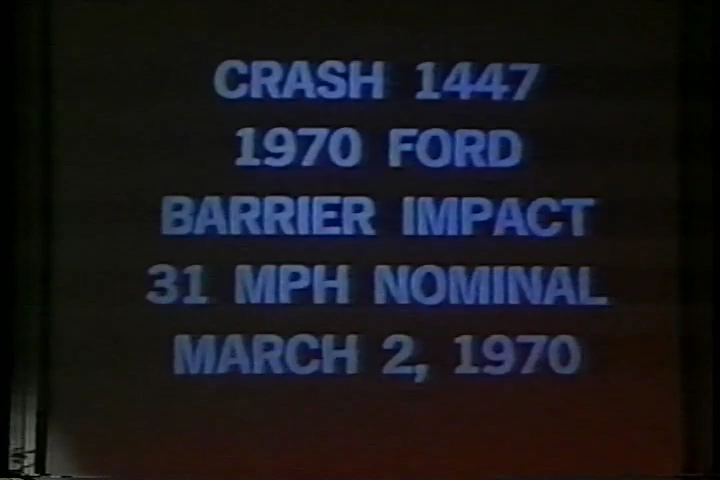 CRASH 1447
1970 FORD
BARRIER IMPACT
31 MPH NOMINAL
MARCH 2, 1970